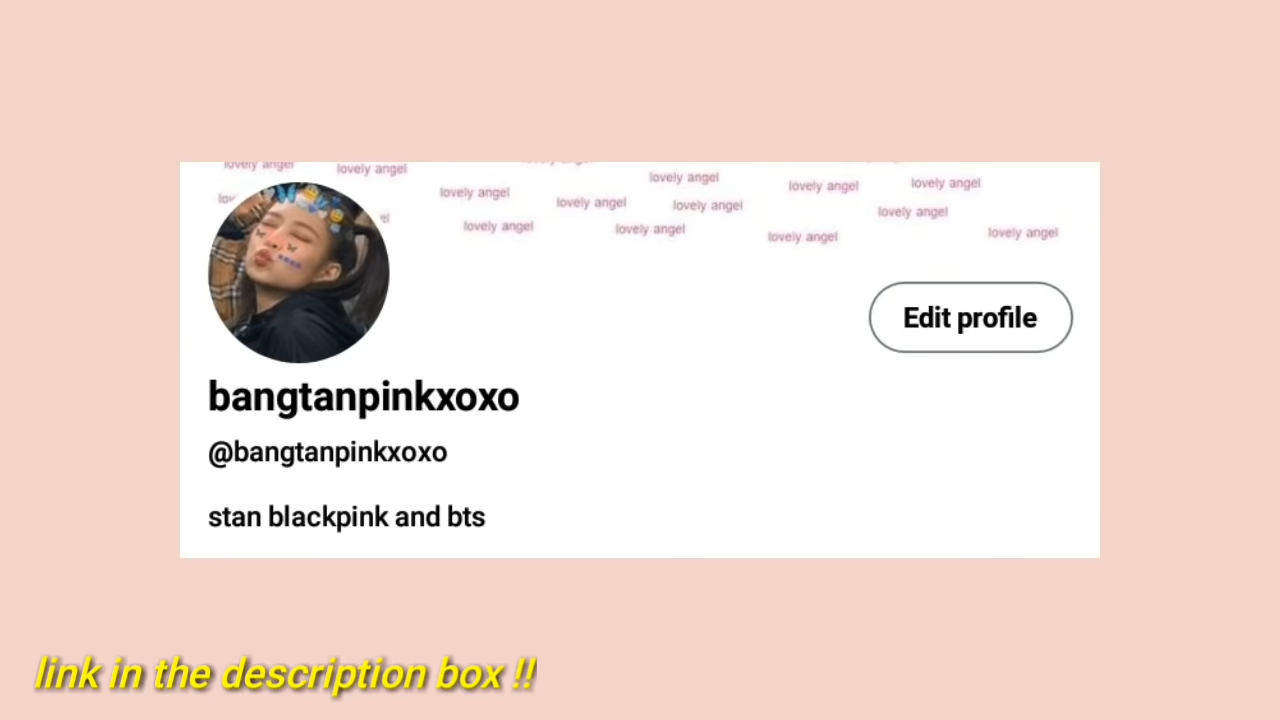 lovely angel
lovely angel
lovely angel
lovely angel
lovely angel
lovely angel
lovely angel
lovely angel
lovely angel
lovely angel
lovely angel
lovely angel
lovely angel
lovely angel
Edit profile
bangtanpinkxoxo
@bangtanpinkxoxo
stan blackpink and bts
link in the description box !!